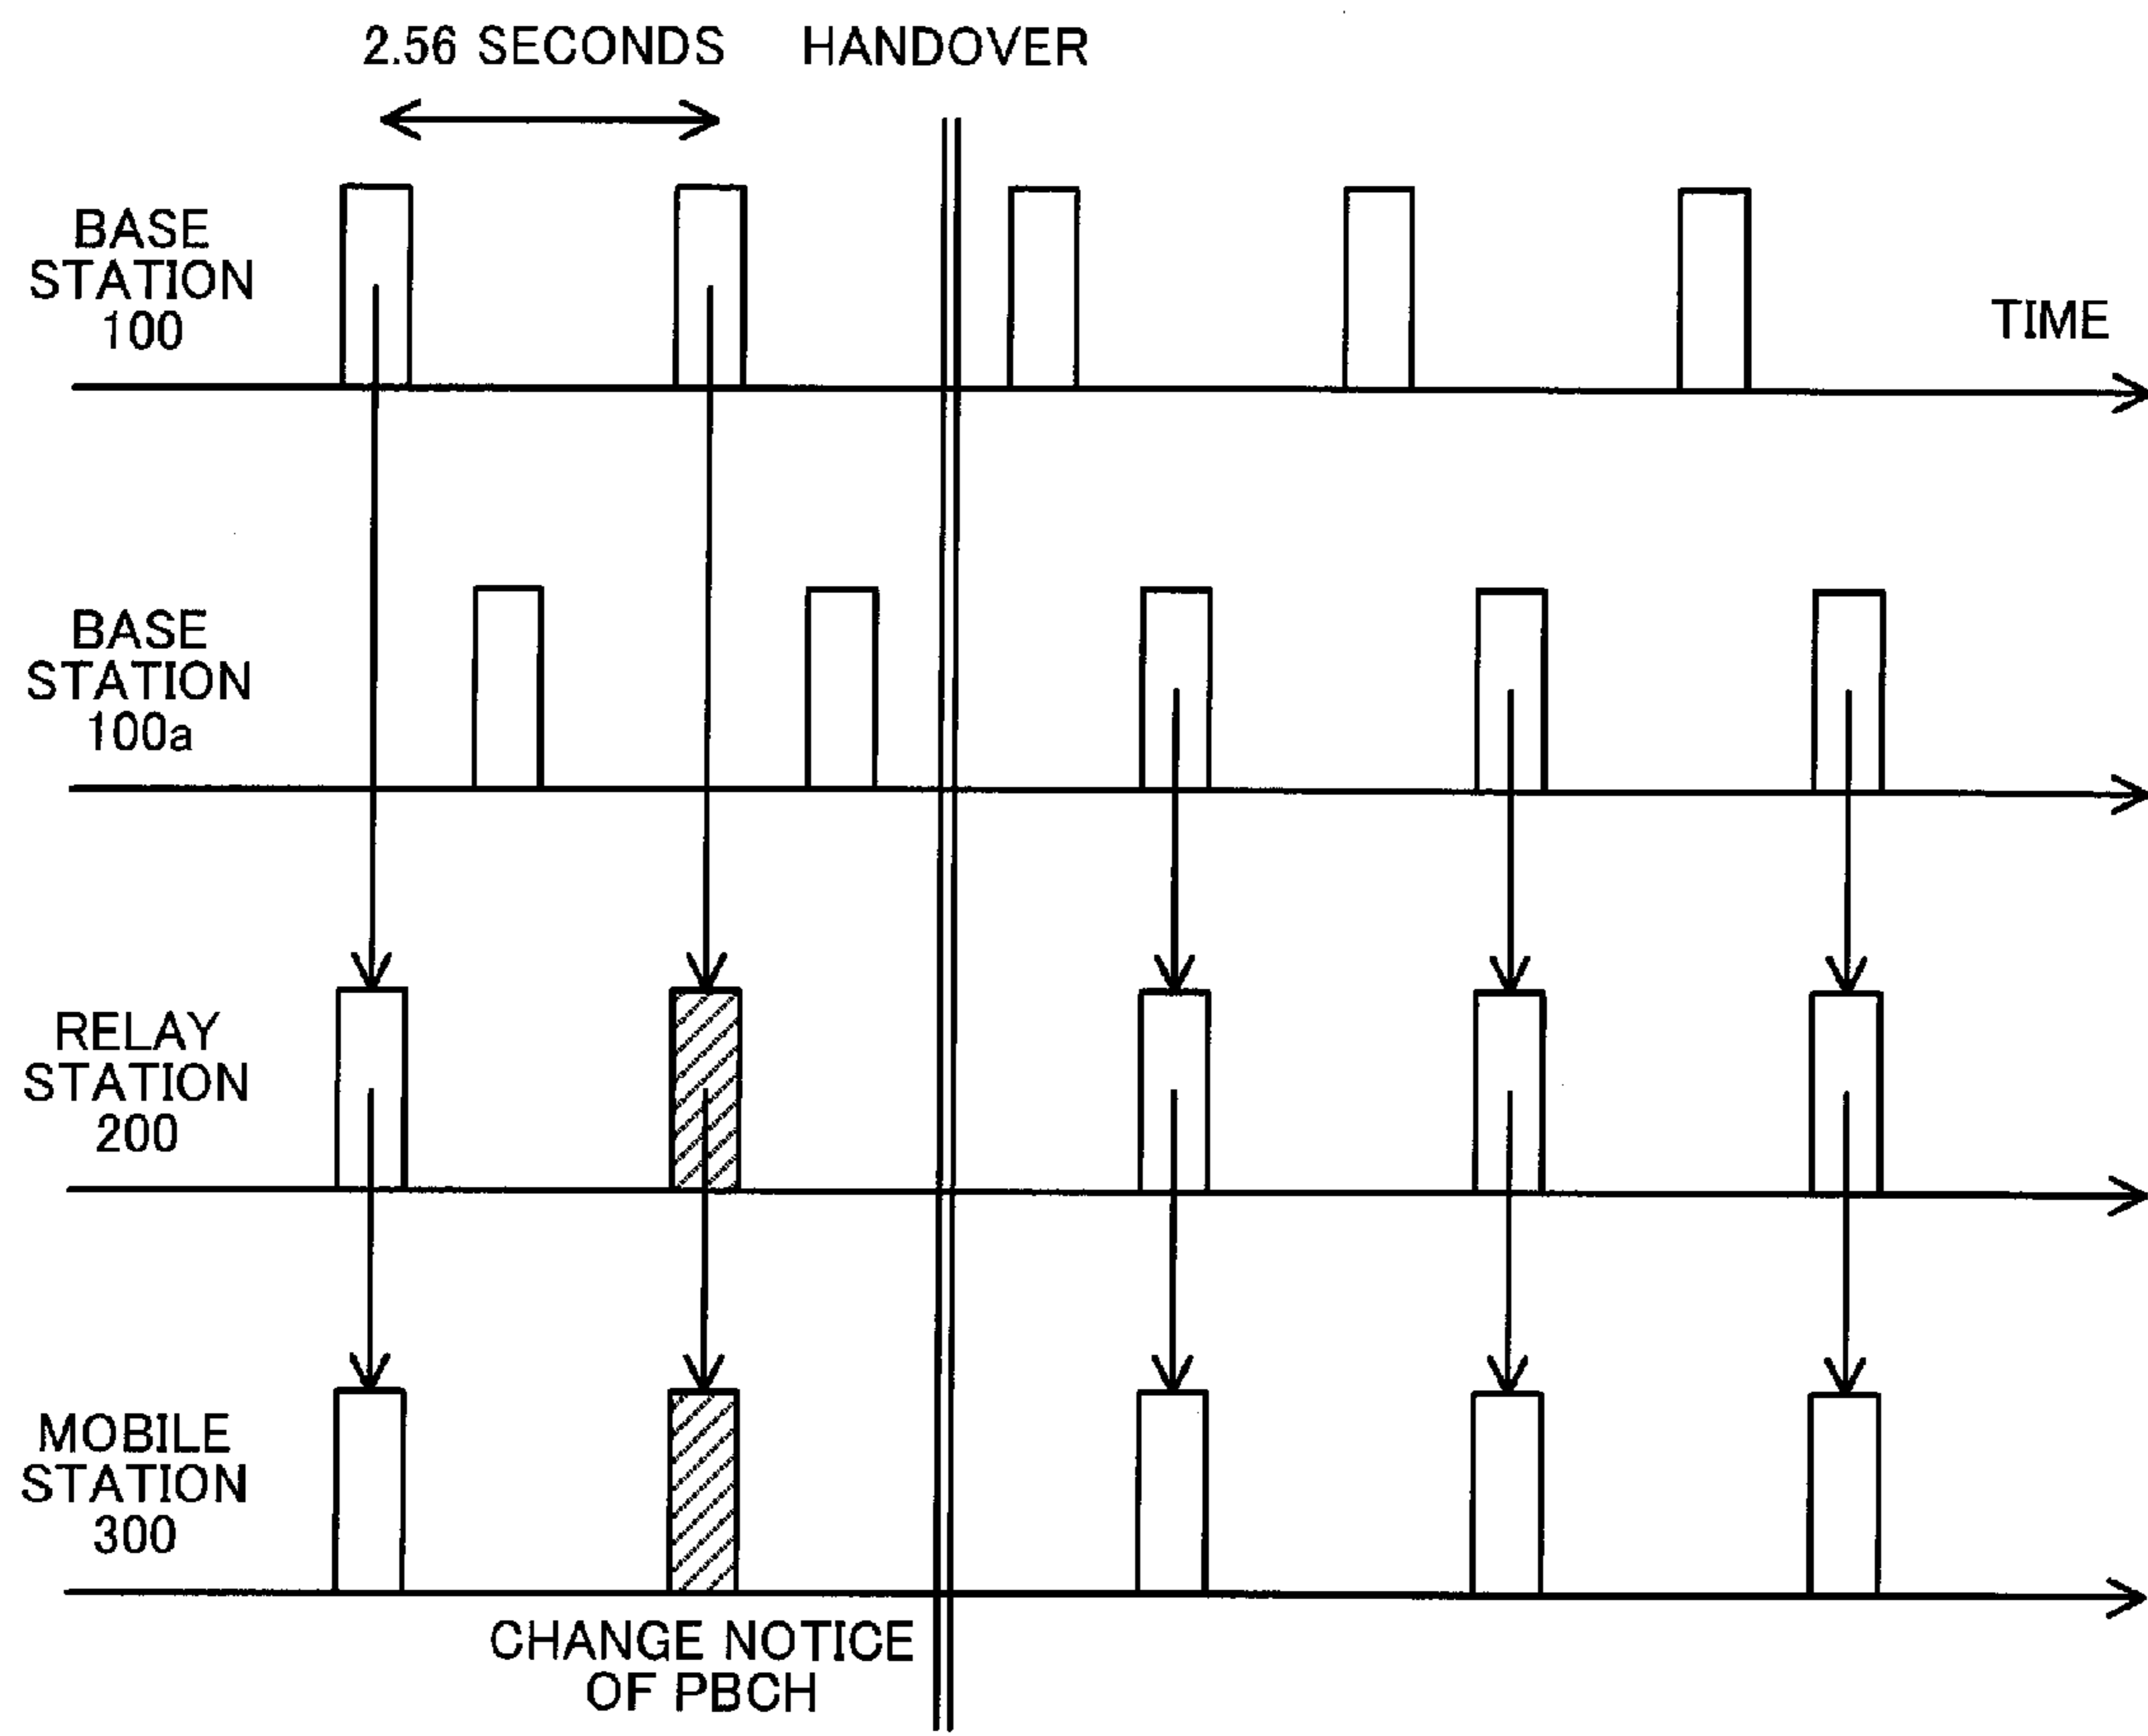 2.56 SECONDS HANDOVER
BASE
STATION
100
TIME
BASE
STATION
100a
RELAY
STATION
200
MOBILE
STATION
300
CHANGE NOTICE
OF PBCH